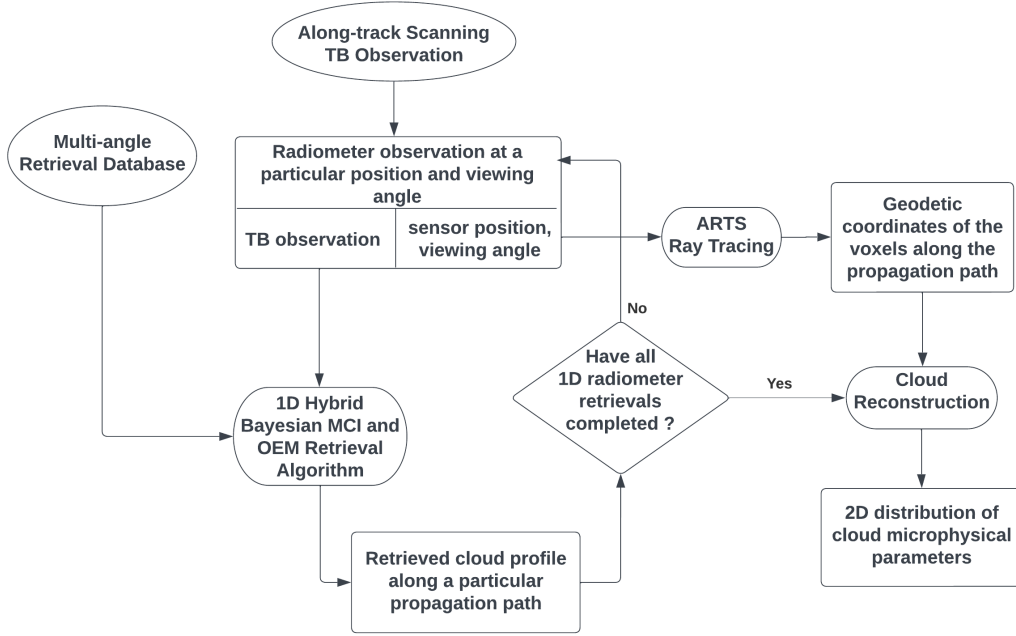 Along-track Scanning
TB Observation
Multi-angle
Retrieval Database
Radiometer observation at a
particular position and viewing
angle
TB observation
sensor position,
viewing angle
ARTS
Ray Tracing
Geodetic
coordinates of the
voxels along the
propagation path
No
Have all
1D radiometer
retrievals
completed ?
Yes
Cloud
Reconstruction
1D Hybrid
Bayesian MCI and
OEM Retrieval
Algorithm
Retrieved cloud profile
along a particular
propagation path
2D distribution of
cloud microphysical
parameters